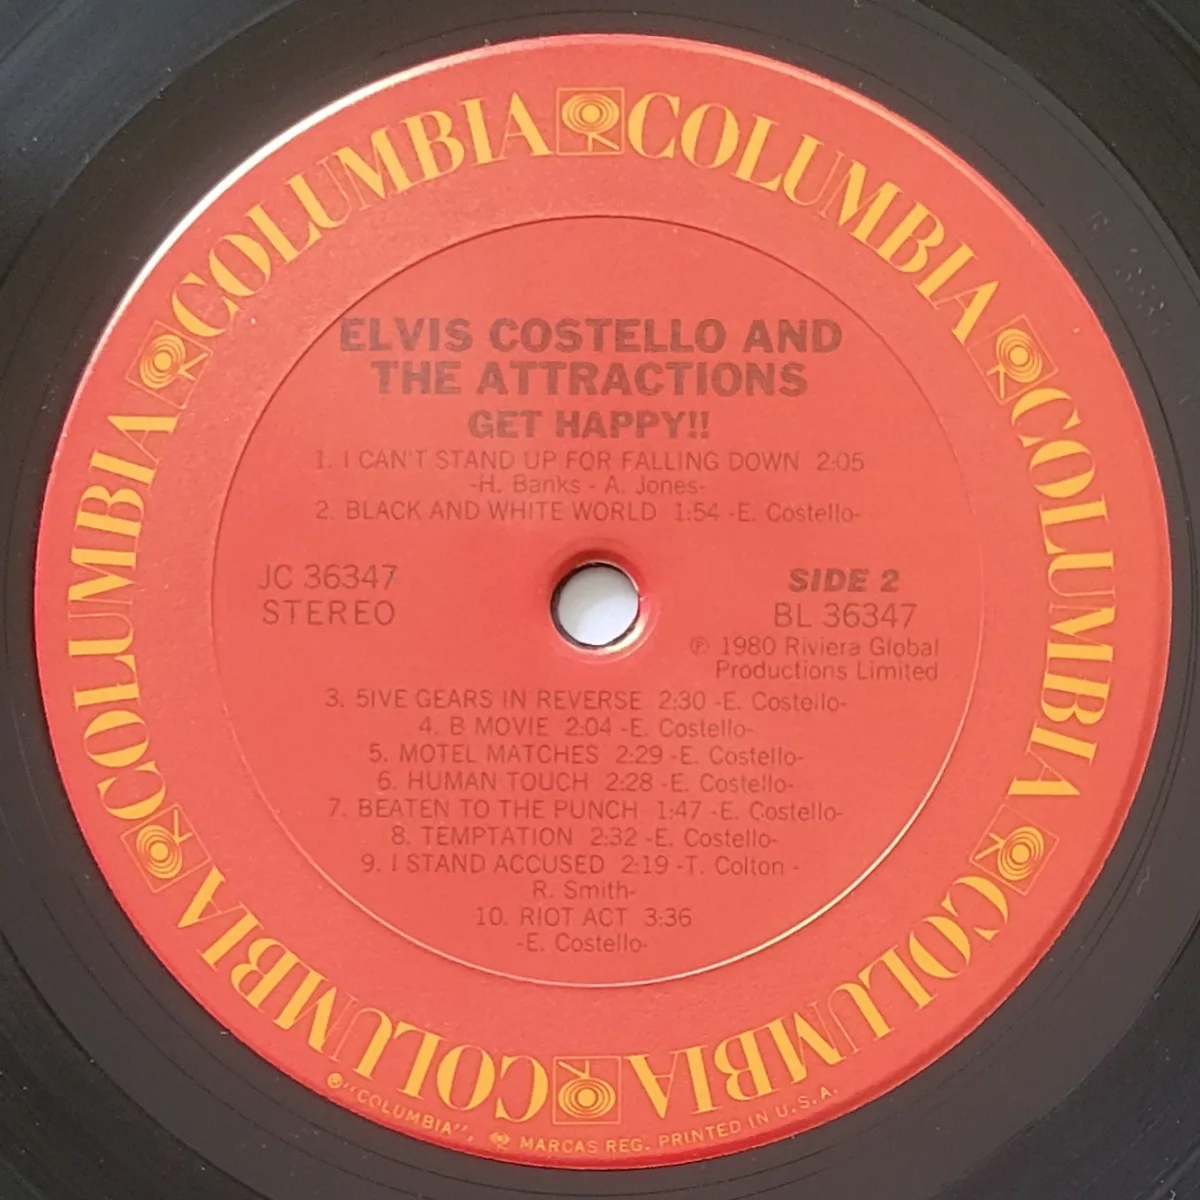 COLUMBIA COLUMBIA COLUMBIA COLUMBIA COLUMBIA COLUMBIA
ELVIS COSTELLO AND
THE ATTRACTIONS
GET HAPPY!!
1. I CAN'T STAND UP FOR FALLING DOWN 2:05
-H. Banks - A. Jones-
2. BLACK AND WHITE WORLD 1:54 -E. Costello-
JC 36347
STEREO
SIDE 2
BL 36347
℗ 1980 Riviera Global
Productions Limited
3. 5IVE GEARS IN REVERSE 2:30 -E. Costello-
4. B MOVIE 2:04 -E. Costello-
5. MOTEL MATCHES 2:29 -E. Costello-
6. HUMAN TOUCH 2:28 -E. Costello-
7. BEATEN TO THE PUNCH 1:47 -E. Costello-
8. TEMPTATION 2:32 -E. Costello-
9. I STAND ACCUSED 2:19 -T. Colton -
R. Smith-
10. RIOT ACT 3:36
-E. Costello-
®"COLUMBIA", MARCAS REG. PRINTED IN U.S.A.